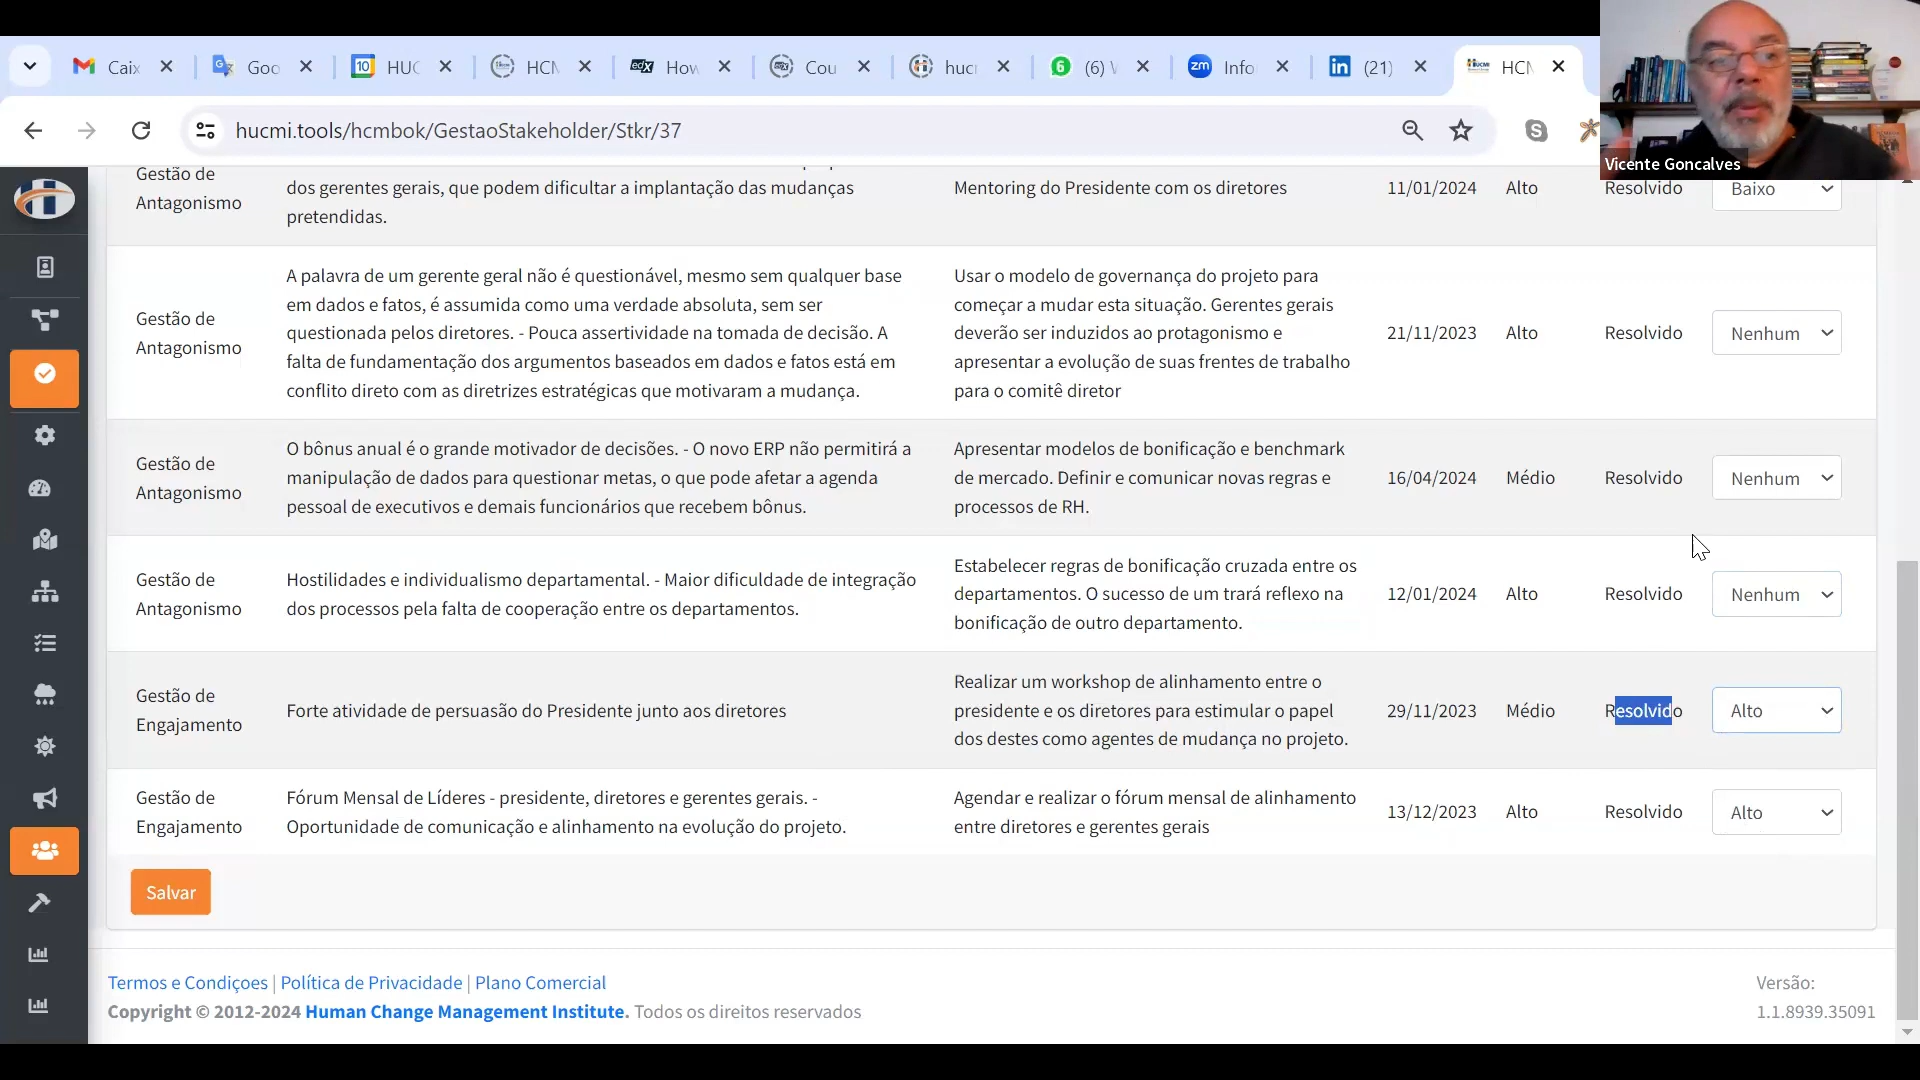 Caix
Goo
10
HUC
HCM
edX
How
Cou
huc
6
(6)
zm
Info
in
(21)
HCM
hucmi.tools/hcmbok/GestaoStakeholder/Stkr/37
Vicente Goncalves
Gestão de
Antagonismo
dos gerentes gerais, que podem dificultar a implantação das mudanças
pretendidas.
Mentoring do Presidente com os diretores
11/01/2024
Alto
Resolvido
Baixo
Gestão de
Antagonismo
A palavra de um gerente geral não é questionável, mesmo sem qualquer base
em dados e fatos, é assumida como uma verdade absoluta, sem ser
questionada pelos diretores. - Pouca assertividade na tomada de decisão. A
falta de fundamentação dos argumentos baseados em dados e fatos está em
conflito direto com as diretrizes estratégicas que motivaram a mudança.
Usar o modelo de governança do projeto para
começar a mudar esta situação. Gerentes gerais
deverão ser induzidos ao protagonismo e
apresentar a evolução de suas frentes de trabalho
para o comitê diretor
21/11/2023
Alto
Resolvido
Nenhum
Gestão de
Antagonismo
O bônus anual é o grande motivador de decisões. - O novo ERP não permitirá a
manipulação de dados para questionar metas, o que pode afetar a agenda
pessoal de executivos e demais funcionários que recebem bônus.
Apresentar modelos de bonificação e benchmark
de mercado. Definir e comunicar novas regras e
processos de RH.
16/04/2024
Médio
Resolvido
Nenhum
Gestão de
Antagonismo
Hostilidades e individualismo departamental. - Maior dificuldade de integração
dos processos pela falta de cooperação entre os departamentos.
Estabelecer regras de bonificação cruzada entre os
departamentos. O sucesso de um trará reflexo na
bonificação de outro departamento.
12/01/2024
Alto
Resolvido
Nenhum
Gestão de
Engajamento
Forte atividade de persuasão do Presidente junto aos diretores
Realizar um workshop de alinhamento entre o
presidente e os diretores para estimular o papel
dos destes como agentes de mudança no projeto.
29/11/2023
Médio
Resolvido
Alto
Gestão de
Engajamento
Fórum Mensal de Líderes - presidente, diretores e gerentes gerais. -
Oportunidade de comunicação e alinhamento na evolução do projeto.
Agendar e realizar o fórum mensal de alinhamento
entre diretores e gerentes gerais
13/12/2023
Alto
Resolvido
Alto
Salvar
Termos e Condiçoes | Política de Privacidade | Plano Comercial
Copyright © 2012-2024 Human Change Management Institute. Todos os direitos reservados
Versão:
1.1.8939.35091